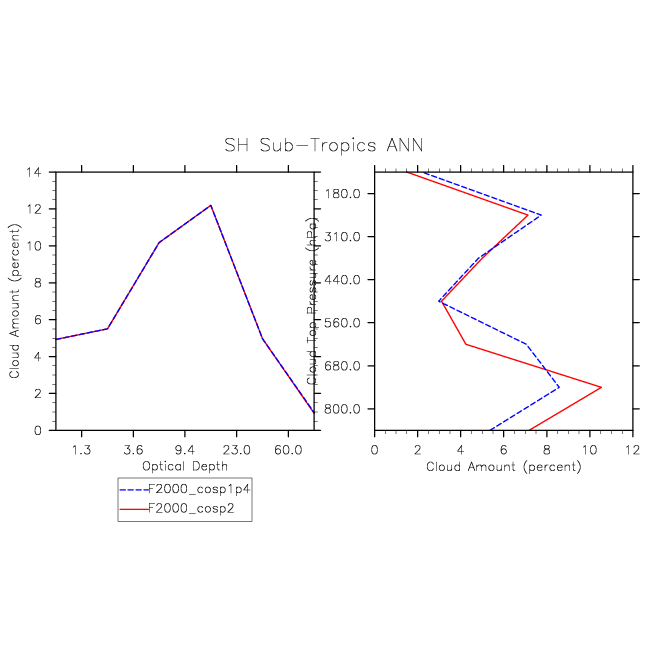 SH Sub-Tropics ANN
Cloud Amount (percent)
14
12
10
8
6
4
2
0
1.3 3.6 9.4 23.0 60.0
Optical Depth
Cloud Top Pressure (hPa)
180.0
310.0
440.0
560.0
680.0
800.0
0 2 4 6 8 10 12
Cloud Amount (percent)
F2000_cosp1p4
F2000_cosp2